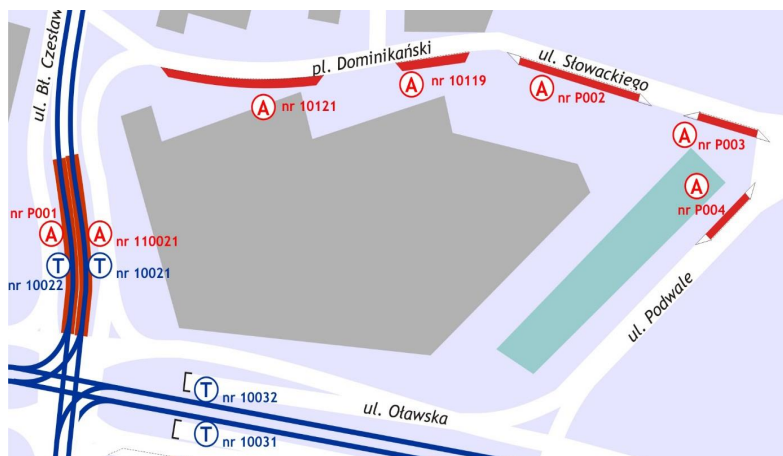 ul. Bł. Czesław
pl. Dominikański
ul. Słowackiego
A
nr 10121
A
nr 10119
A
nr P002
A
nr P003
A
nr P004
nr P001
A
A
nr 110021
T
T
nr 10021
nr 10022
ul. Podwale
T
nr 10032
ul. Oławska
T
nr 10031